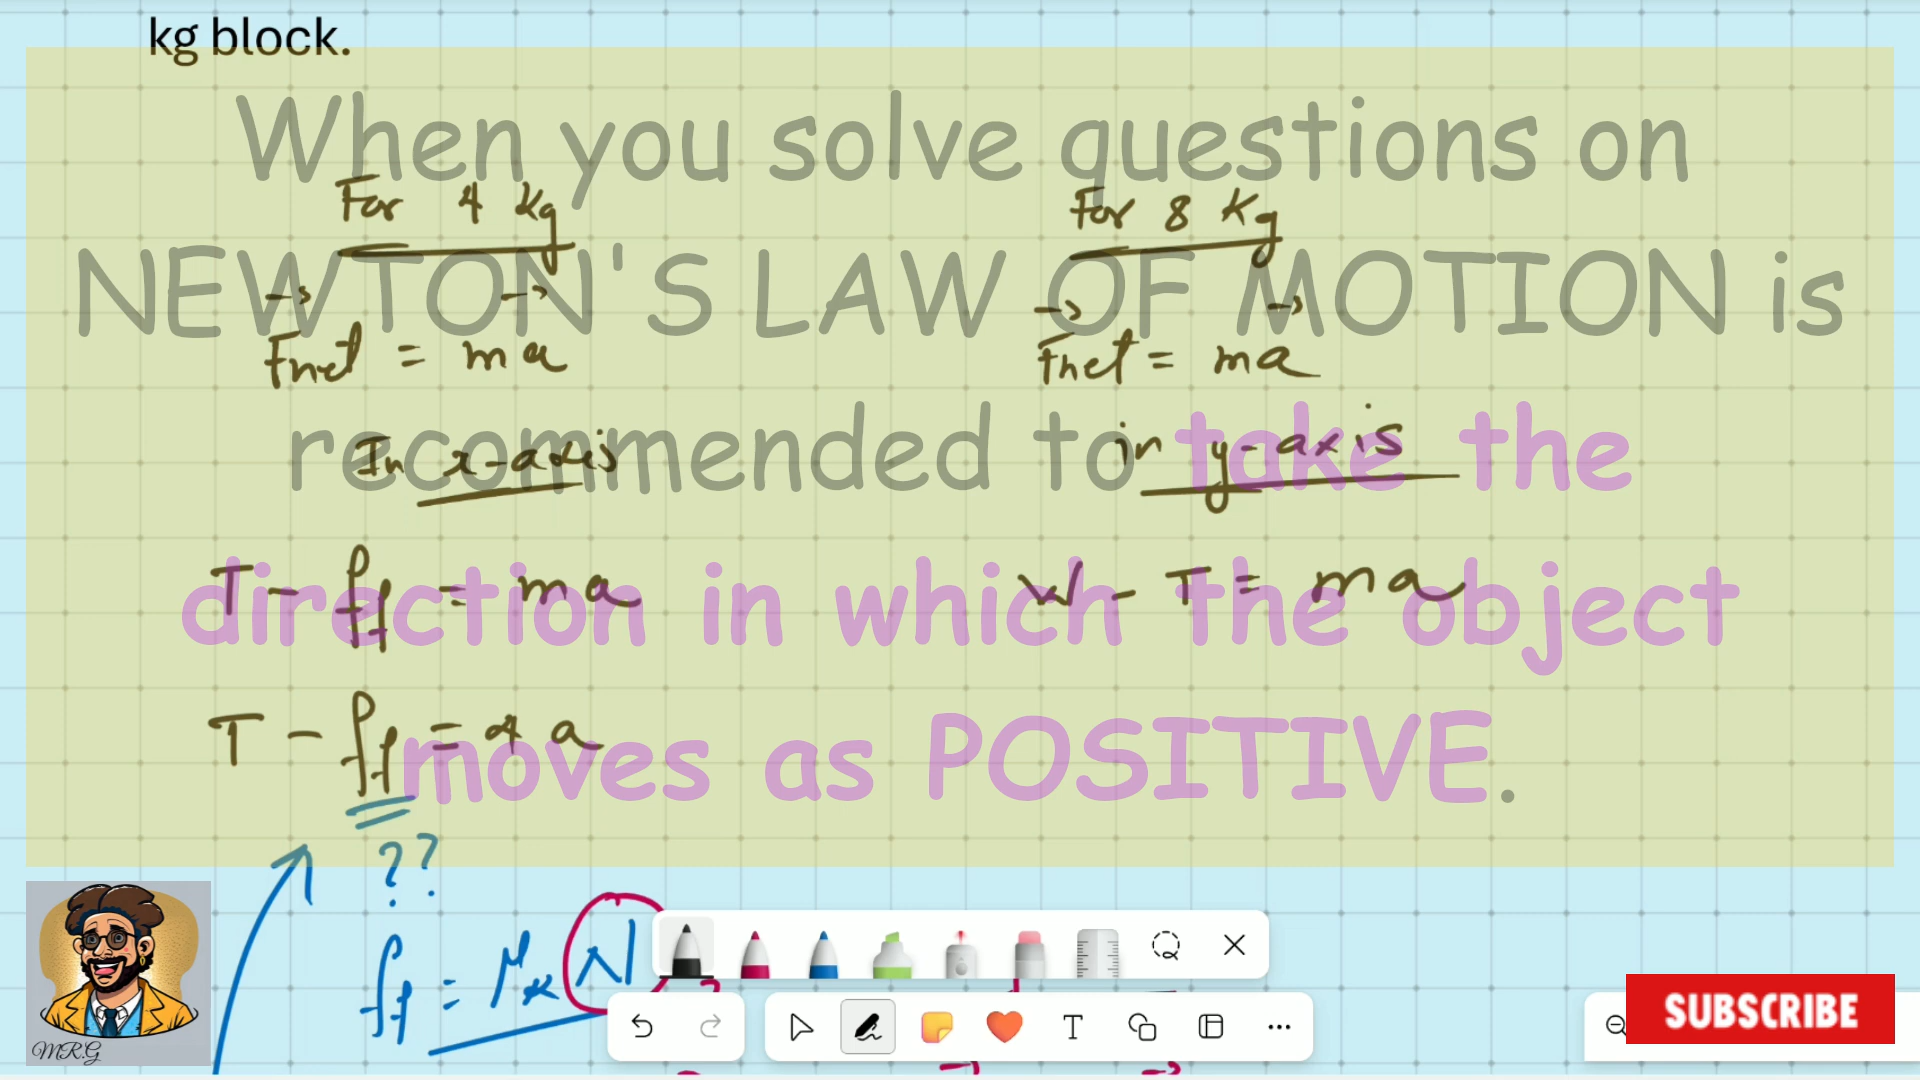 kg block.
When you solve questions on
For 4 kg
For 8 kg
NEWTON'S LAW OF MOTION is
Fnet = ma
Fnet = ma
recommended to take the
In x-axis
in y-axis
direction in which the object
T - ff = ma
W - T = ma
moves as POSITIVE.
T - ff = 4 a
??
ff = μk N
MR.G
T
SUBSCRIBE